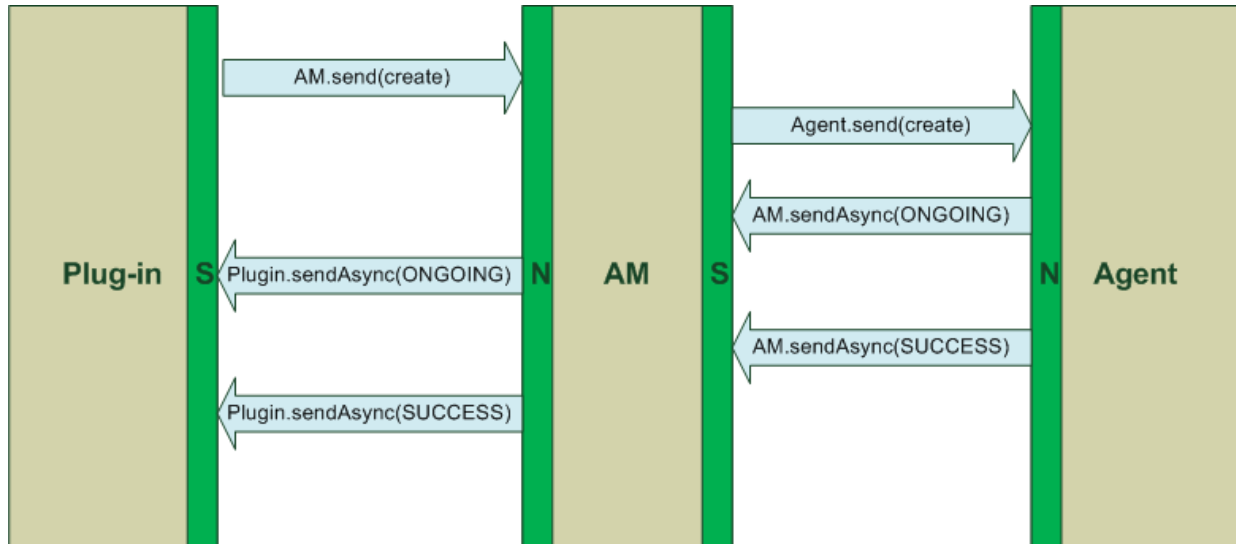 AM.send(create)
Agent.send(create)
AM.sendAsync(ONGOING)
Plug-in S Plugin.sendAsync(ONGOING) N AM S N Agent
AM.sendAsync(SUCCESS)
Plugin.sendAsync(SUCCESS)